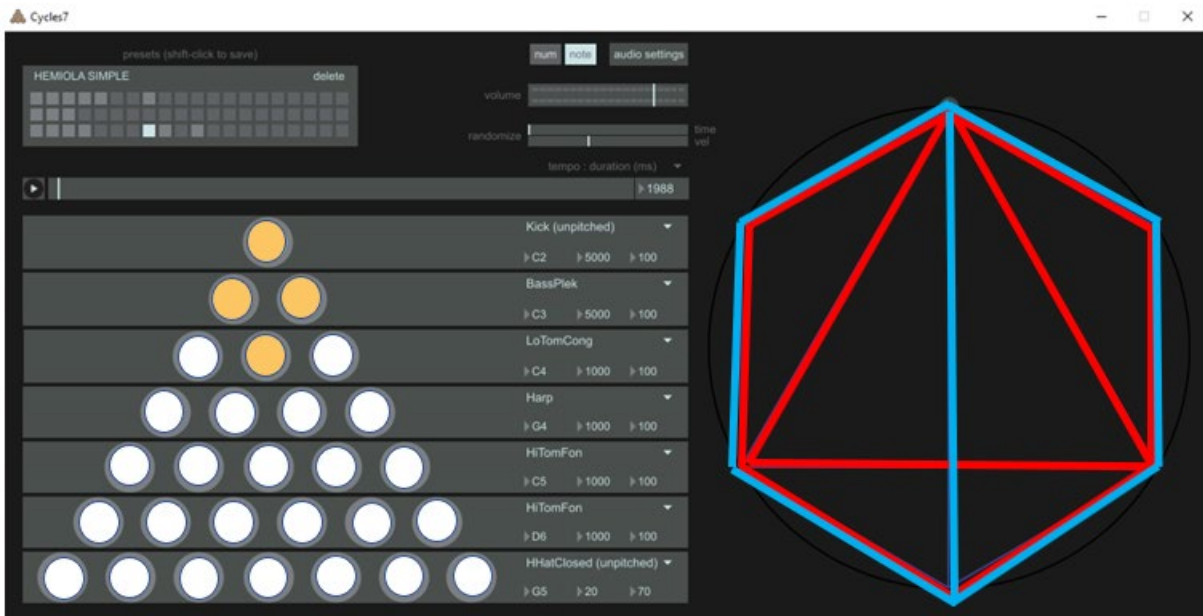 Cycles7
presets (shift-click to save)
num note audio settings
HEMIOLA SIMPLE delete
volume
randomize time
vel
tempo : duration (ms)
1988
Kick (unpitched)
C2 5000 100
BassPlek
C3 5000 100
LoTomCong
C4 1000 100
Harp
G4 1000 100
HiTomFon
C5 1000 100
HiTomFon
D6 1000 100
HHatClosed (unpitched)
G5 20 70